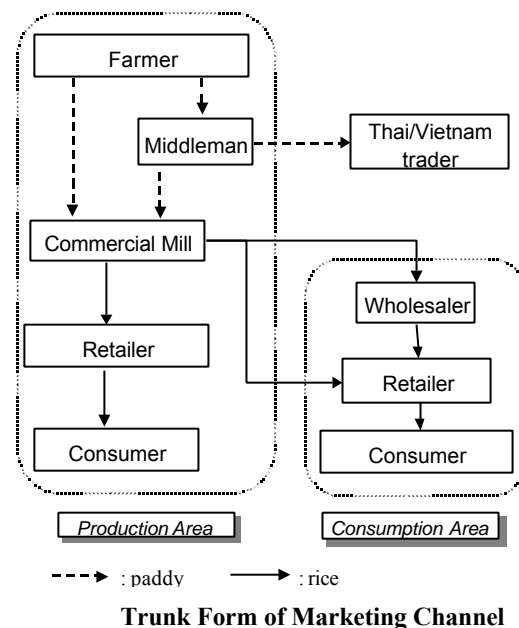 Farmer
Middleman
Thai/Vietnam
trader
Commercial Mill
Wholesaler
Retailer
Retailer
Consumer
Consumer
Production Area
Consumption Area
: paddy
: rice
Trunk Form of Marketing Channel